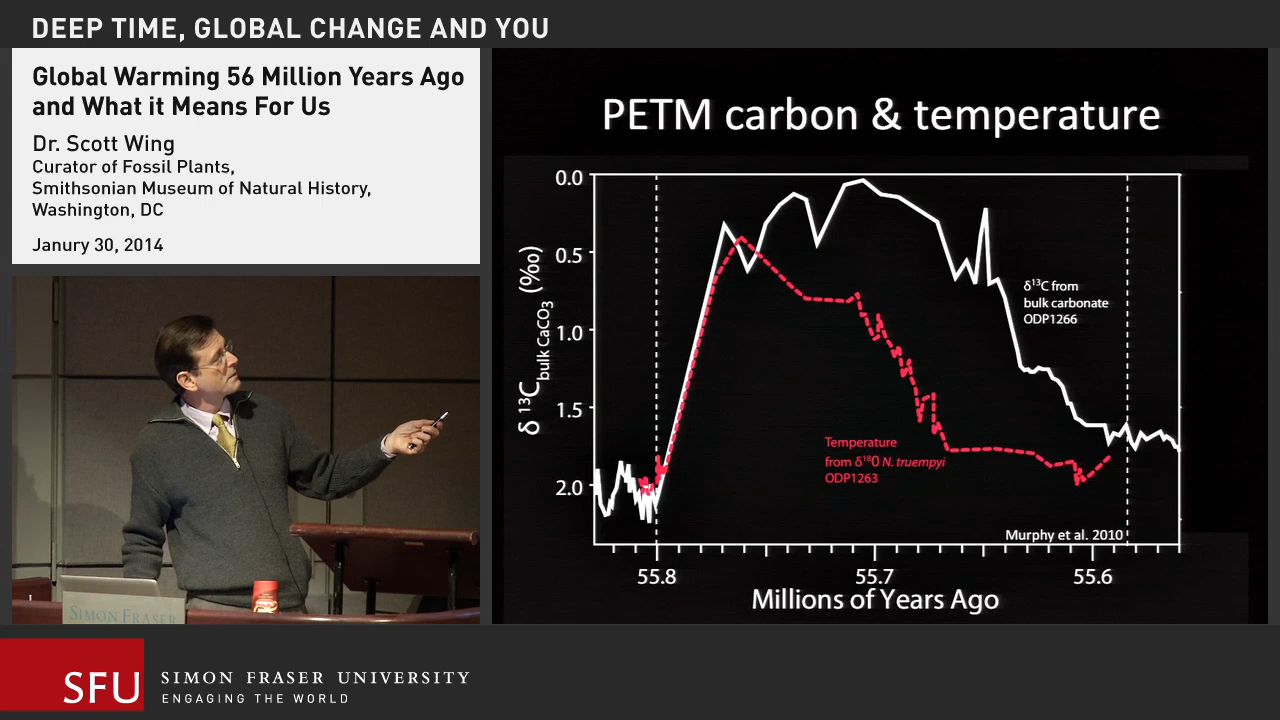 DEEP TIME, GLOBAL CHANGE AND YOU
Global Warming 56 Million Years Ago
and What it Means For Us
Dr. Scott Wing
Curator of Fossil Plants,
Smithsonian Museum of Natural History,
Washington, DC
Janury 30, 2014
PETM carbon & temperature
0.0
0.5
1.0
1.5
2.0
δ ¹³C bulk CaCO₃ (‰)
δ¹³C from
bulk carbonate
ODP1266
Temperature
from δ¹⁸O N. truempyi
ODP1263
Murphy et al. 2010
55.8
55.7
55.6
Millions of Years Ago
SIMON FRASER
SFU
SIMON FRASER UNIVERSITY
ENGAGING THE WORLD